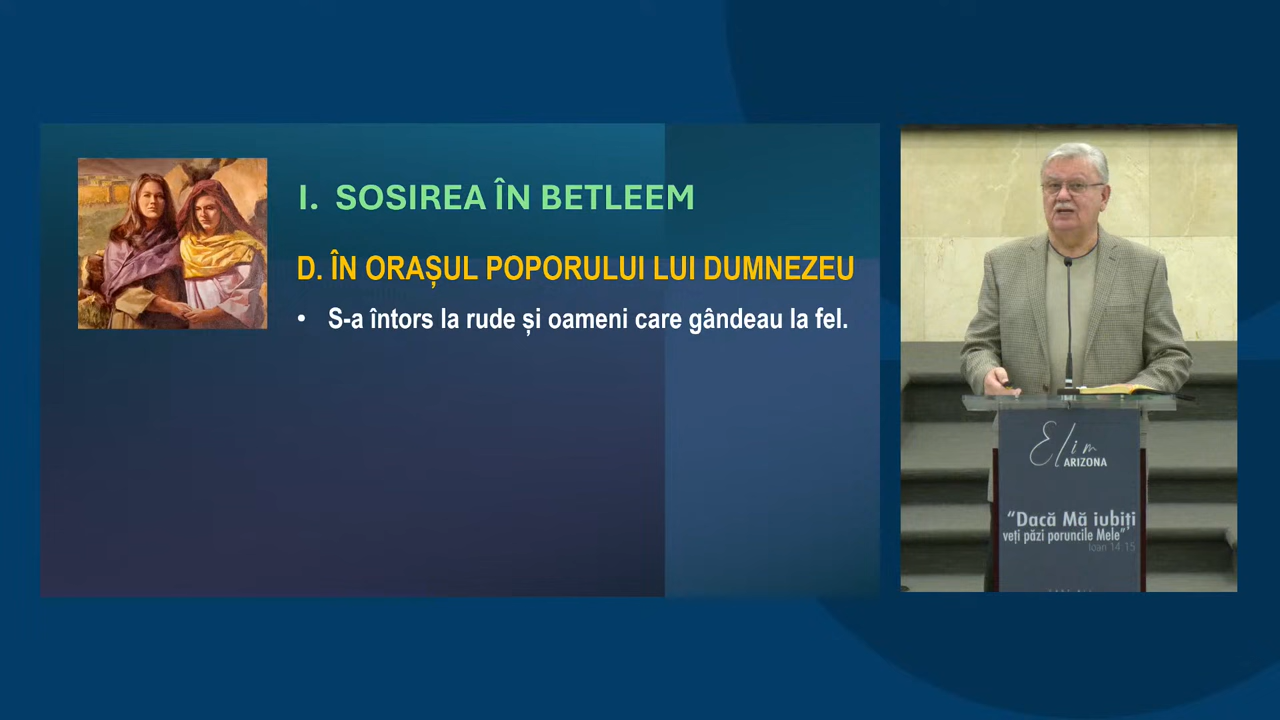 I. SOSIREA ÎN BETLEEM
D. ÎN ORAȘUL POPORULUI LUI DUMNEZEU
• S-a întors la rude și oameni care gândeau la fel.
Elim
ARIZONA
“Dacă Mă iubiți
veți păzi poruncile Mele”
Ioan 14:15